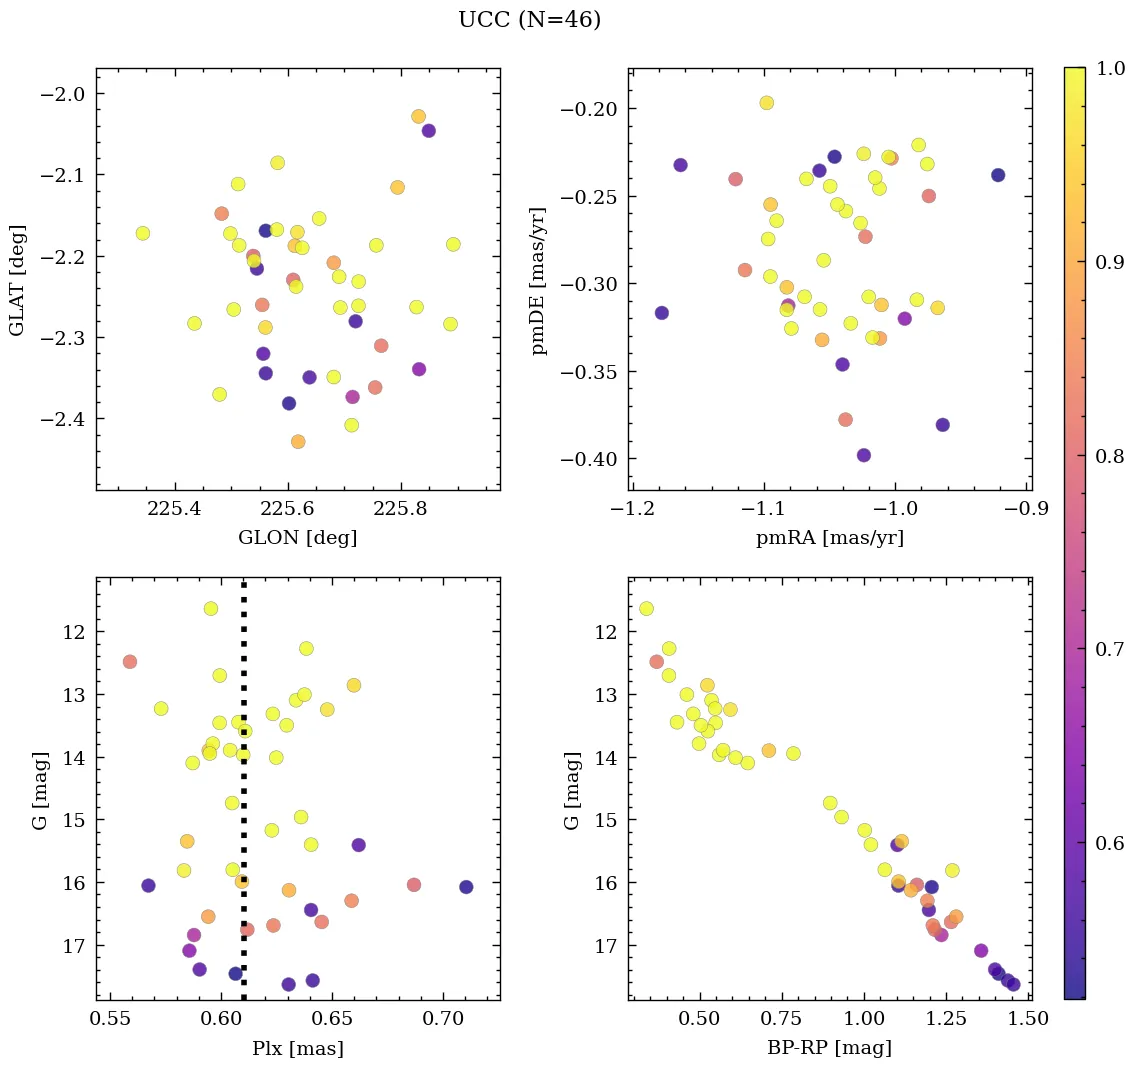 UCC (N=46)
−2.0
−2.1
−2.2
−2.3
−2.4
GLAT [deg]
225.4 225.6 225.8
GLON [deg]
−0.20
−0.25
−0.30
−0.35
−0.40
pmDE [mas/yr]
−1.2 −1.1 −1.0 −0.9
pmRA [mas/yr]
1.0
0.9
0.8
0.7
0.6
12
13
14
15
16
17
G [mag]
0.55 0.60 0.65 0.70
Plx [mas]
12
13
14
15
16
17
G [mag]
0.50 0.75 1.00 1.25 1.50
BP-RP [mag]